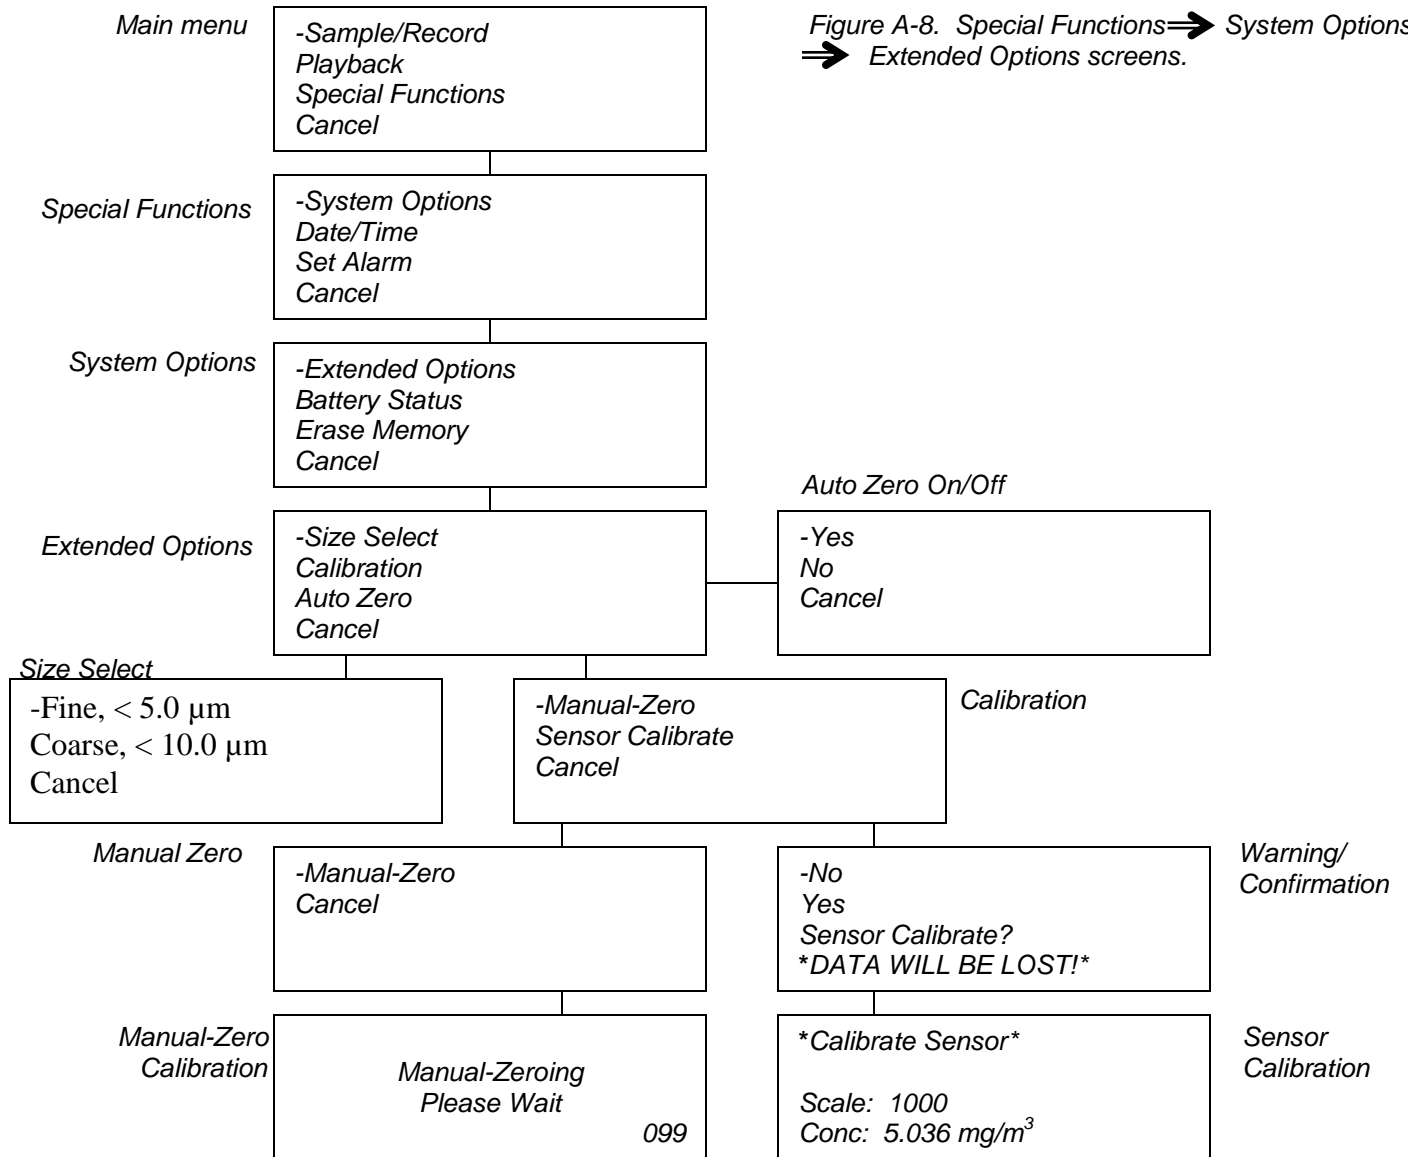 Main menu
-Sample/Record
Playback
Special Functions
Cancel
Figure A-8. Special Functions⇒ System Options
⇒ Extended Options screens.
Special Functions
-System Options
Date/Time
Set Alarm
Cancel
System Options
-Extended Options
Battery Status
Erase Memory
Cancel
Extended Options
-Size Select
Calibration
Auto Zero
Cancel
Auto Zero On/Off
-Yes
No
Cancel
Size Select
-Fine, < 5.0 µm
Coarse, < 10.0 µm
Cancel
-Manual-Zero
Sensor Calibrate
Cancel
Calibration
Manual Zero
-Manual-Zero
Cancel
-No
Yes
Sensor Calibrate?
*DATA WILL BE LOST!*
Warning/
Confirmation
Manual-Zero
Calibration
Manual-Zeroing
Please Wait
099
*Calibrate Sensor*
Scale: 1000
Conc: 5.036 mg/m³
Sensor
Calibration